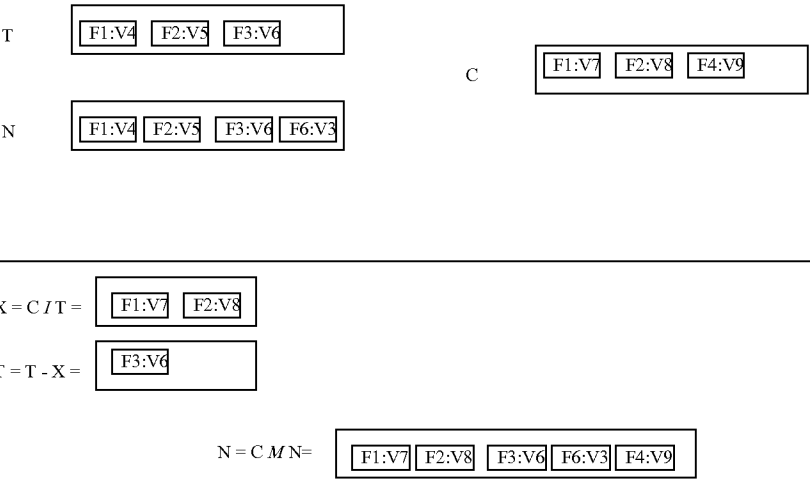 T F1:V4 F2:V5 F3:V6
C F1:V7 F2:V8 F4:V9
N F1:V4 F2:V5 F3:V6 F6:V3
X = C I T = F1:V7 F2:V8
T = T - X = F3:V6
N = C M N= F1:V7 F2:V8 F3:V6 F6:V3 F4:V9